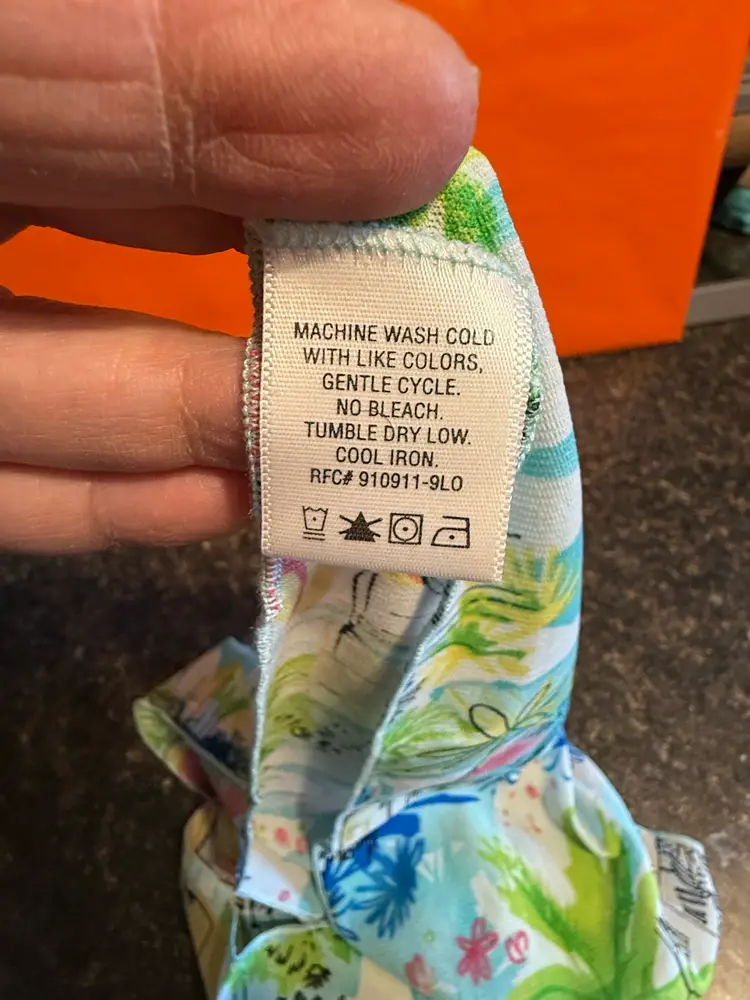 MACHINE WASH COLD
WITH LIKE COLORS,
GENTLE CYCLE.
NO BLEACH.
TUMBLE DRY LOW.
COOL IRON.
RFC# 910911-9LO